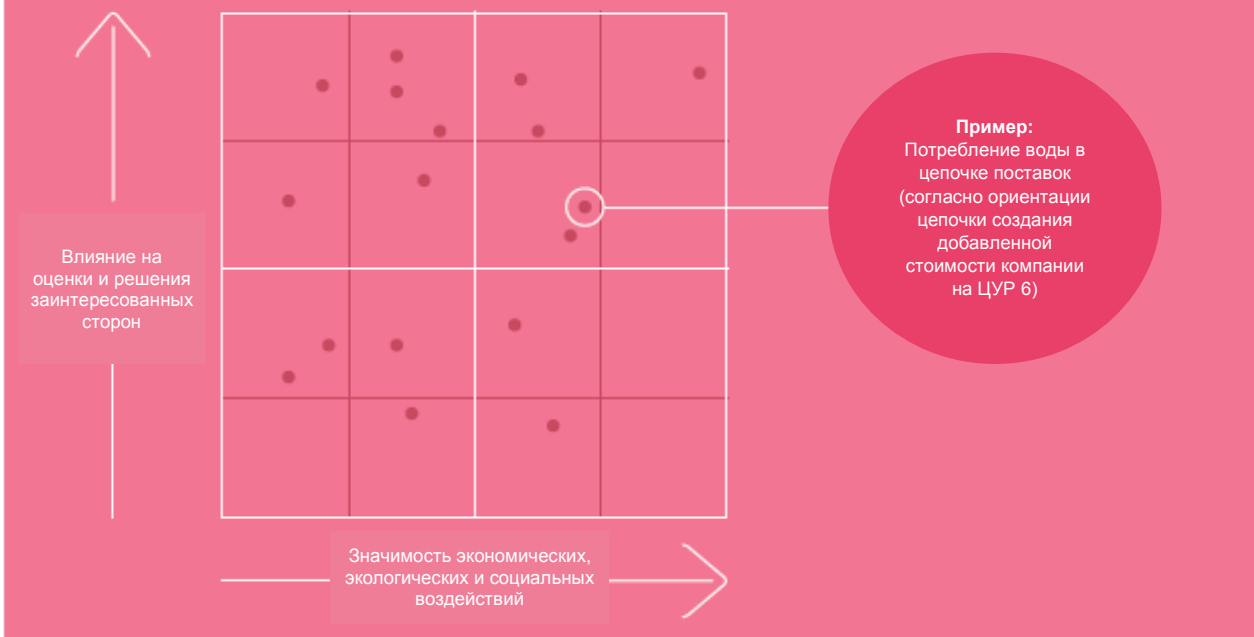 Влияние на
оценки и решения
заинтересованных
сторон
Пример:
Потребление воды в
цепочке поставок
(согласно ориентации
цепочки создания
добавленной
стоимости компании
на ЦУР 6)
Значимость экономических,
экологических и социальных
воздействий